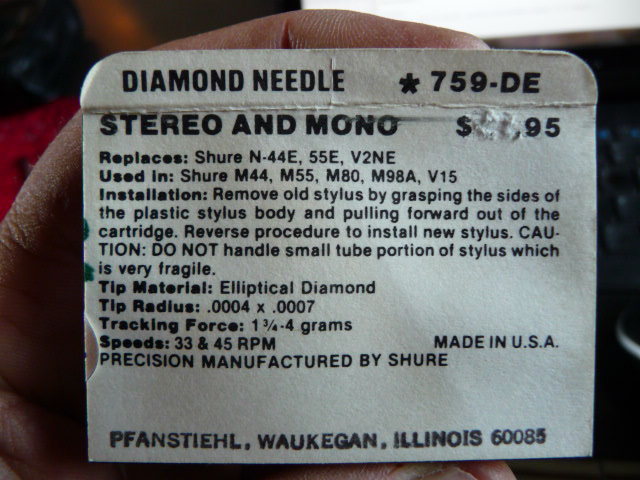 DIAMOND NEEDLE * 759-DE
STEREO AND MONO $ .95
Replaces: Shure N-44E, 55E, V2NE
Used In: Shure M44, M55, M80, M98A, V15
Installation: Remove old stylus by grasping the sides of
the plastic stylus body and pulling forward out of the
cartridge. Reverse procedure to install new stylus. CAU-
TION: DO NOT handle small tube portion of stylus which
is very fragile.
Tip Material: Elliptical Diamond
Tip Radius: .0004 x .0007
Tracking Force: 1¾-4 grams
Speeds: 33 & 45 RPM MADE IN U.S.A.
PRECISION MANUFACTURED BY SHURE
PFANSTIEHL, WAUKEGAN, ILLINOIS 60085